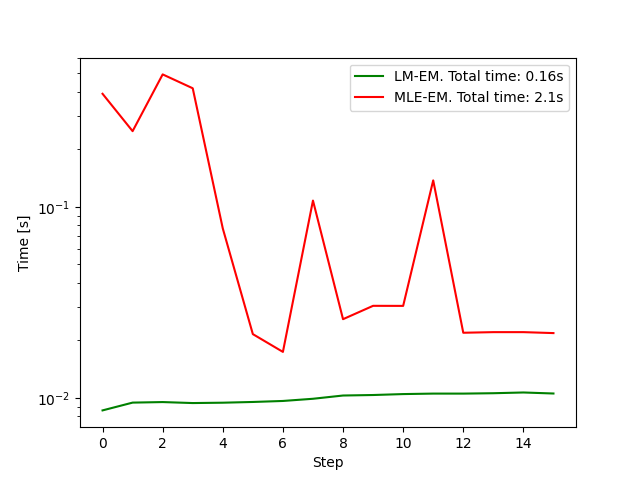 LM-EM. Total time: 0.16s
MLE-EM. Total time: 2.1s
10⁻¹
10⁻²
Time [s]
0 2 4 6 8 10 12 14
Step